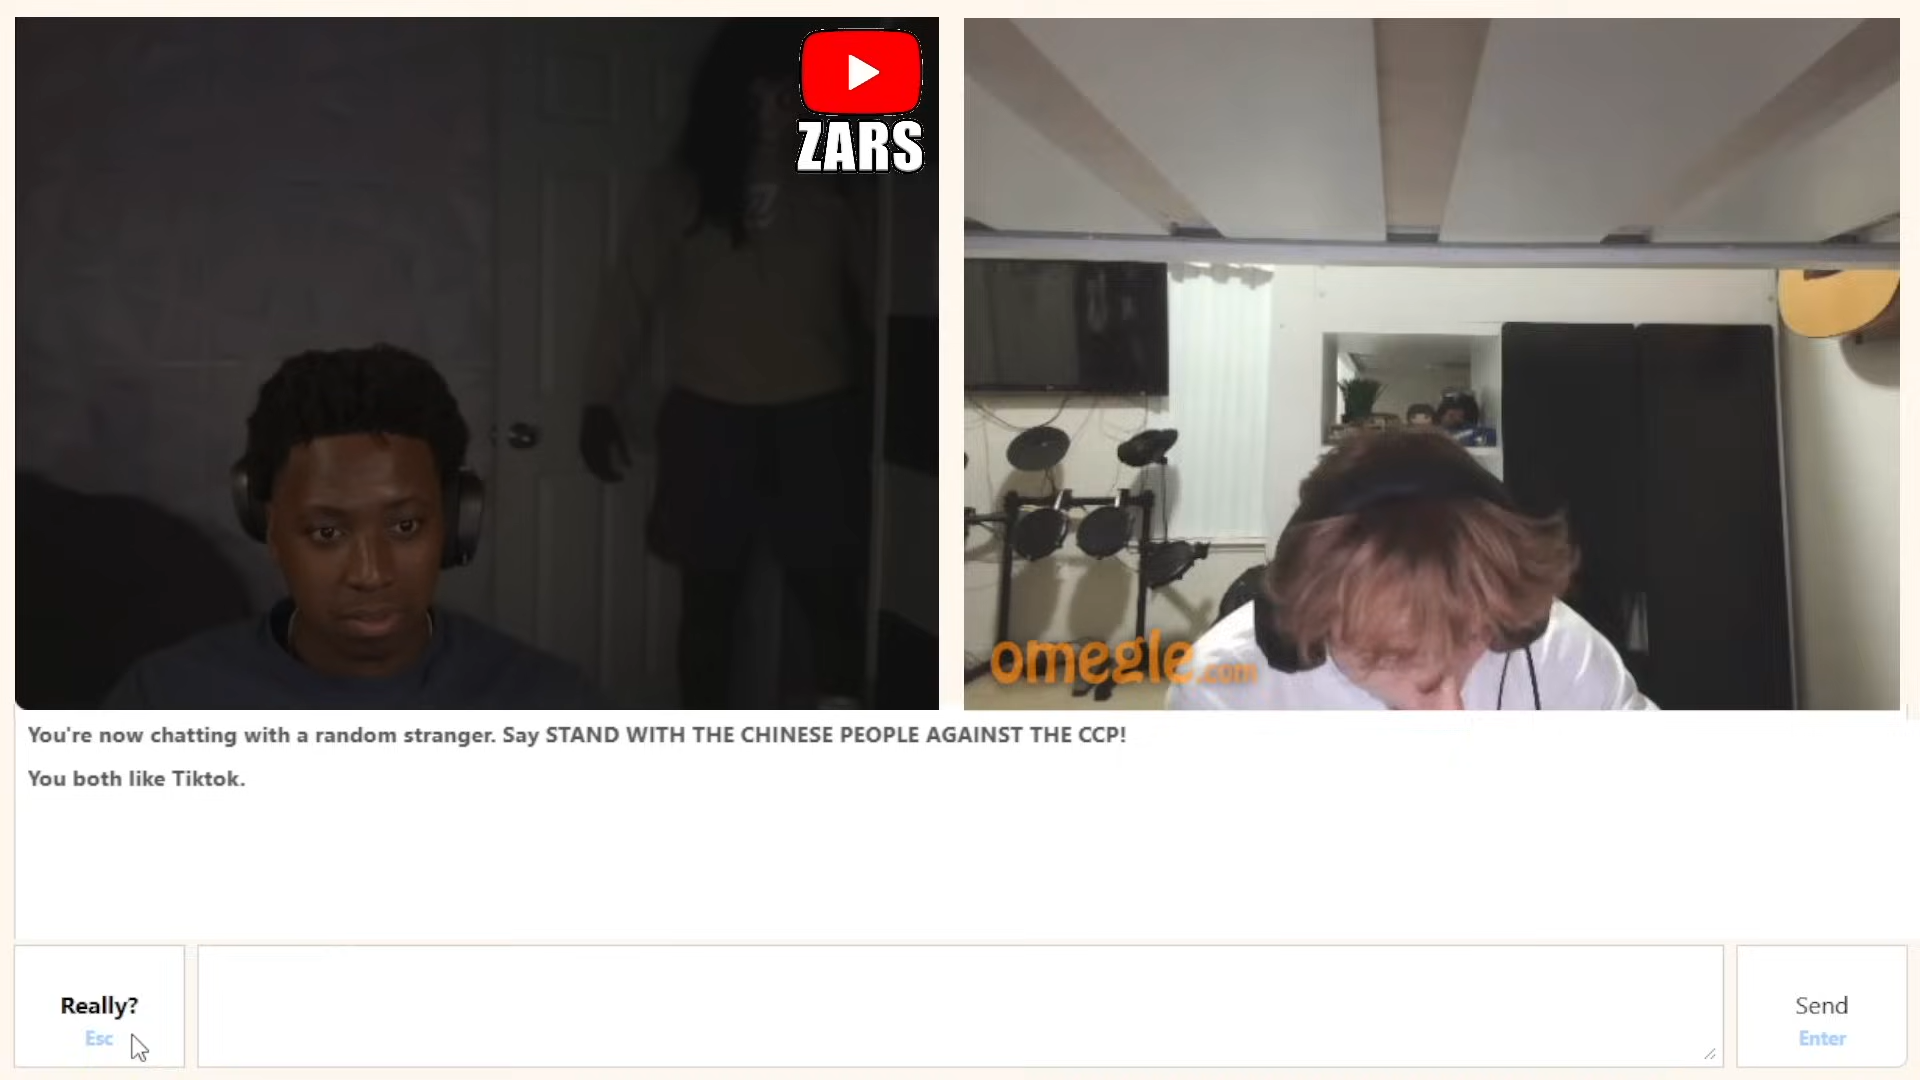 ZARS
omegle.com
You're now chatting with a random stranger. Say STAND WITH THE CHINESE PEOPLE AGAINST THE CCP!
You both like Tiktok.
Really?
Esc
Send
Enter